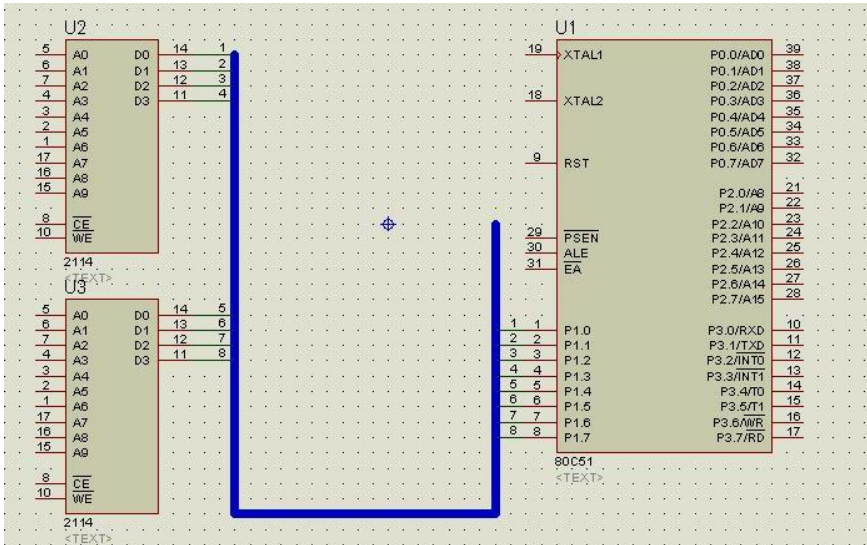 U2
5 A0 D0 14 1
6 A1 D1 13 2
7 A2 D2 12 3
4 A3 D3 11 4
3 A4
2 A5
1 A6
17 A7
16 A8
15 A9
8 CE
10 WE
2114
<TEXT>
U3
5 A0 D0 14 5
6 A1 D1 13 6
7 A2 D2 12 7
4 A3 D3 11 8
3 A4
2 A5
1 A6
17 A7
16 A8
15 A9
8 CE
10 WE
2114
<TEXT>
U1
19 XTAL1 P0.0/AD0 39
P0.1/AD1 38
P0.2/AD2 37
18 XTAL2 P0.3/AD3 36
P0.4/AD4 35
P0.5/AD5 34
P0.6/AD6 33
9 RST P0.7/AD7 32
P2.0/A8 21
P2.1/A9 22
P2.2/A10 23
29 PSEN P2.3/A11 24
30 ALE P2.4/A12 25
31 EA P2.5/A13 26
P2.6/A14 27
P2.7/A15 28
1 1 P1.0 P3.0/RXD 10
2 2 P1.1 P3.1/TXD 11
3 3 P1.2 P3.2/INT0 12
4 4 P1.3 P3.3/INT1 13
5 5 P1.4 P3.4/T0 14
6 6 P1.5 P3.5/T1 15
7 7 P1.6 P3.6/WR 16
8 8 P1.7 P3.7/RD 17
80C51
<TEXT>